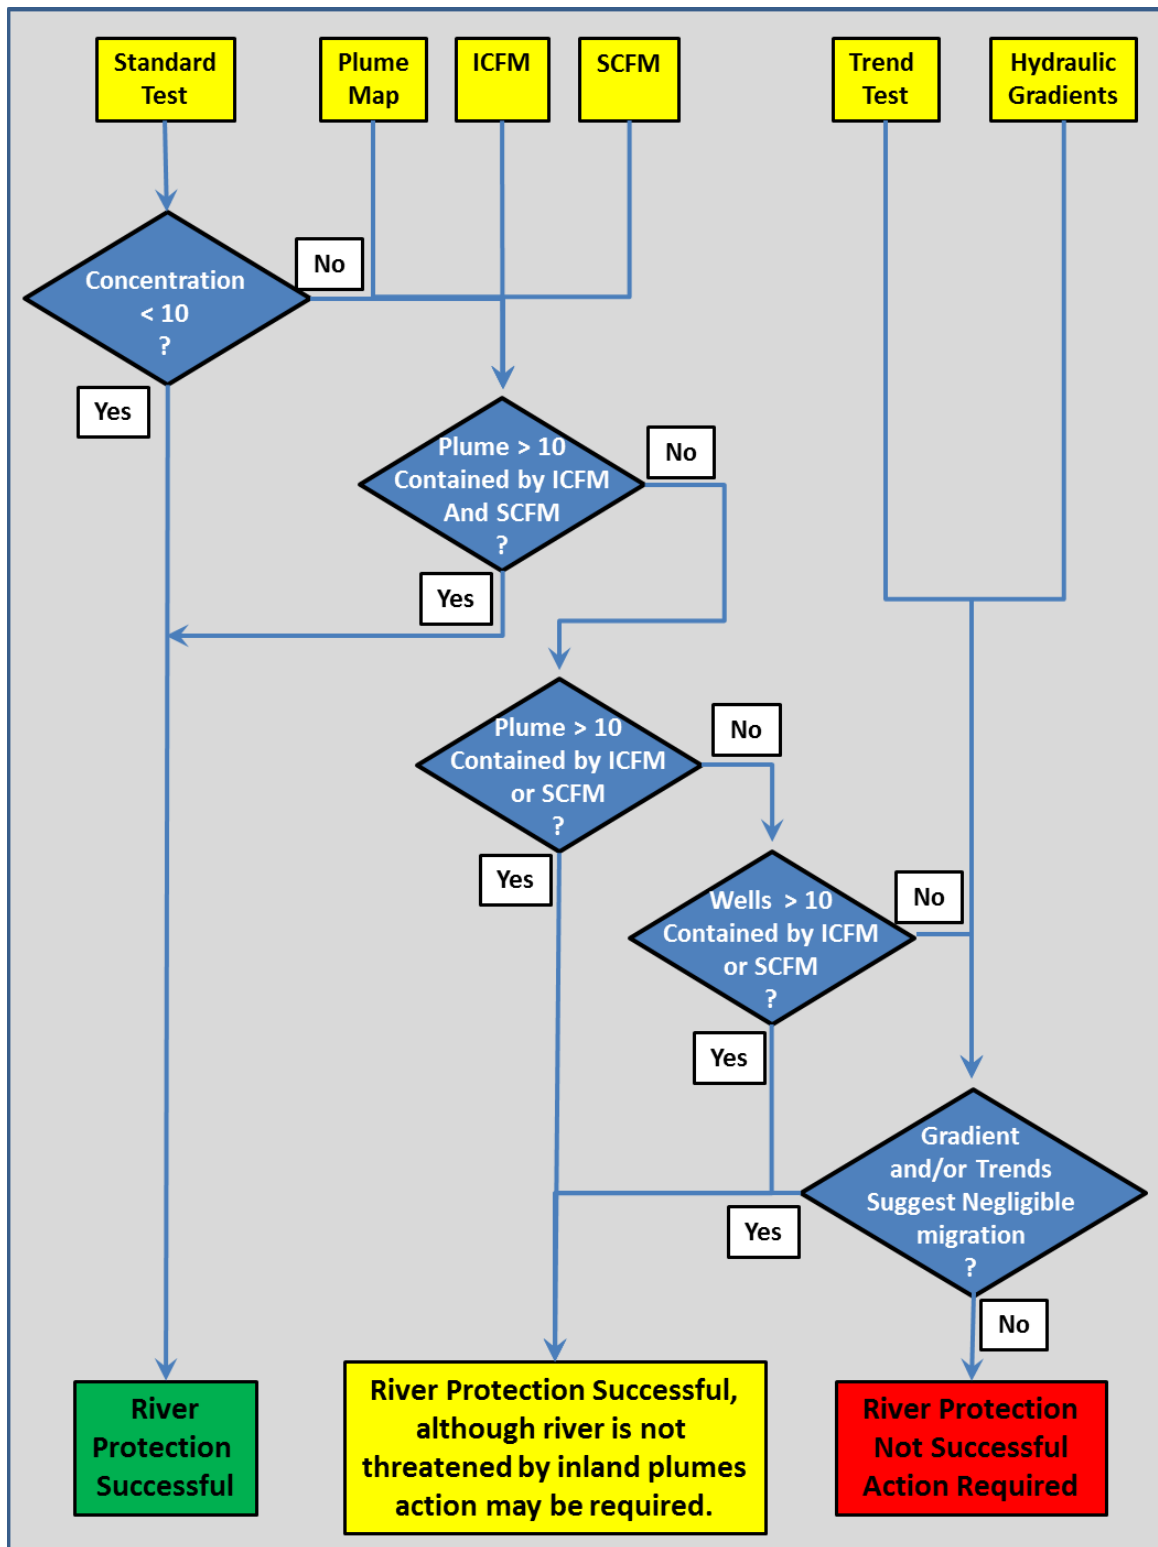 Standard
Test
Plume
Map
ICFM
SCFM
Trend
Test
Hydraulic
Gradients
Concentration
< 10
?
No
Yes
Plume > 10
Contained by ICFM
And SCFM
?
No
Yes
Plume > 10
Contained by ICFM
or SCFM
?
No
Yes
Wells > 10
Contained by ICFM
or SCFM
?
No
Yes
Gradient
and/or Trends
Suggest Negligible
migration
?
Yes
No
River
Protection
Successful
River Protection Successful,
although river is not
threatened by inland plumes
action may be required.
River Protection
Not Successful
Action Required